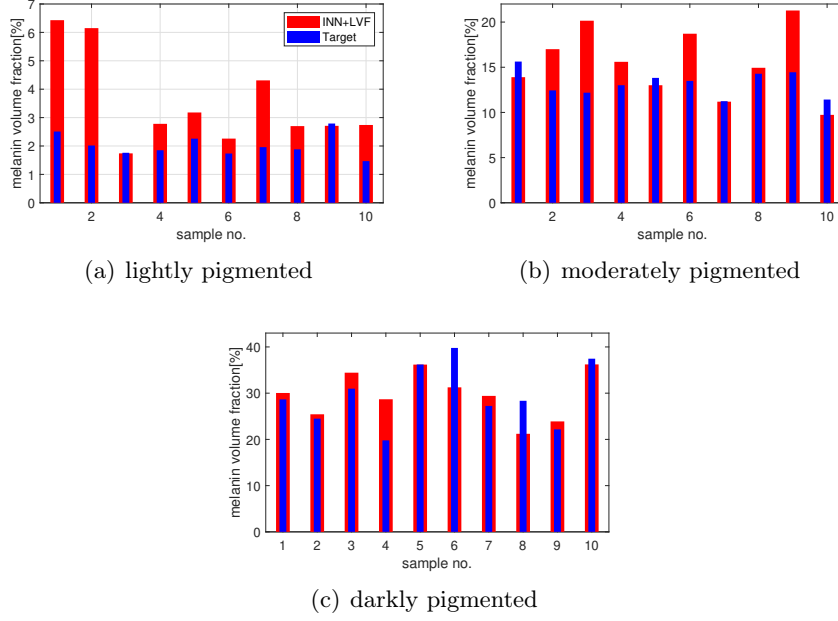 7
6
5
4
3
2
1
0
melanin volume fraction[%]
INN+LVF
Target
2 4 6 8 10
sample no.
(a) lightly pigmented
20
15
10
5
0
melanin volume fraction[%]
2 4 6 8 10
sample no.
(b) moderately pigmented
40
30
20
10
0
melanin volume fraction[%]
1 2 3 4 5 6 7 8 9 10
sample no.
(c) darkly pigmented